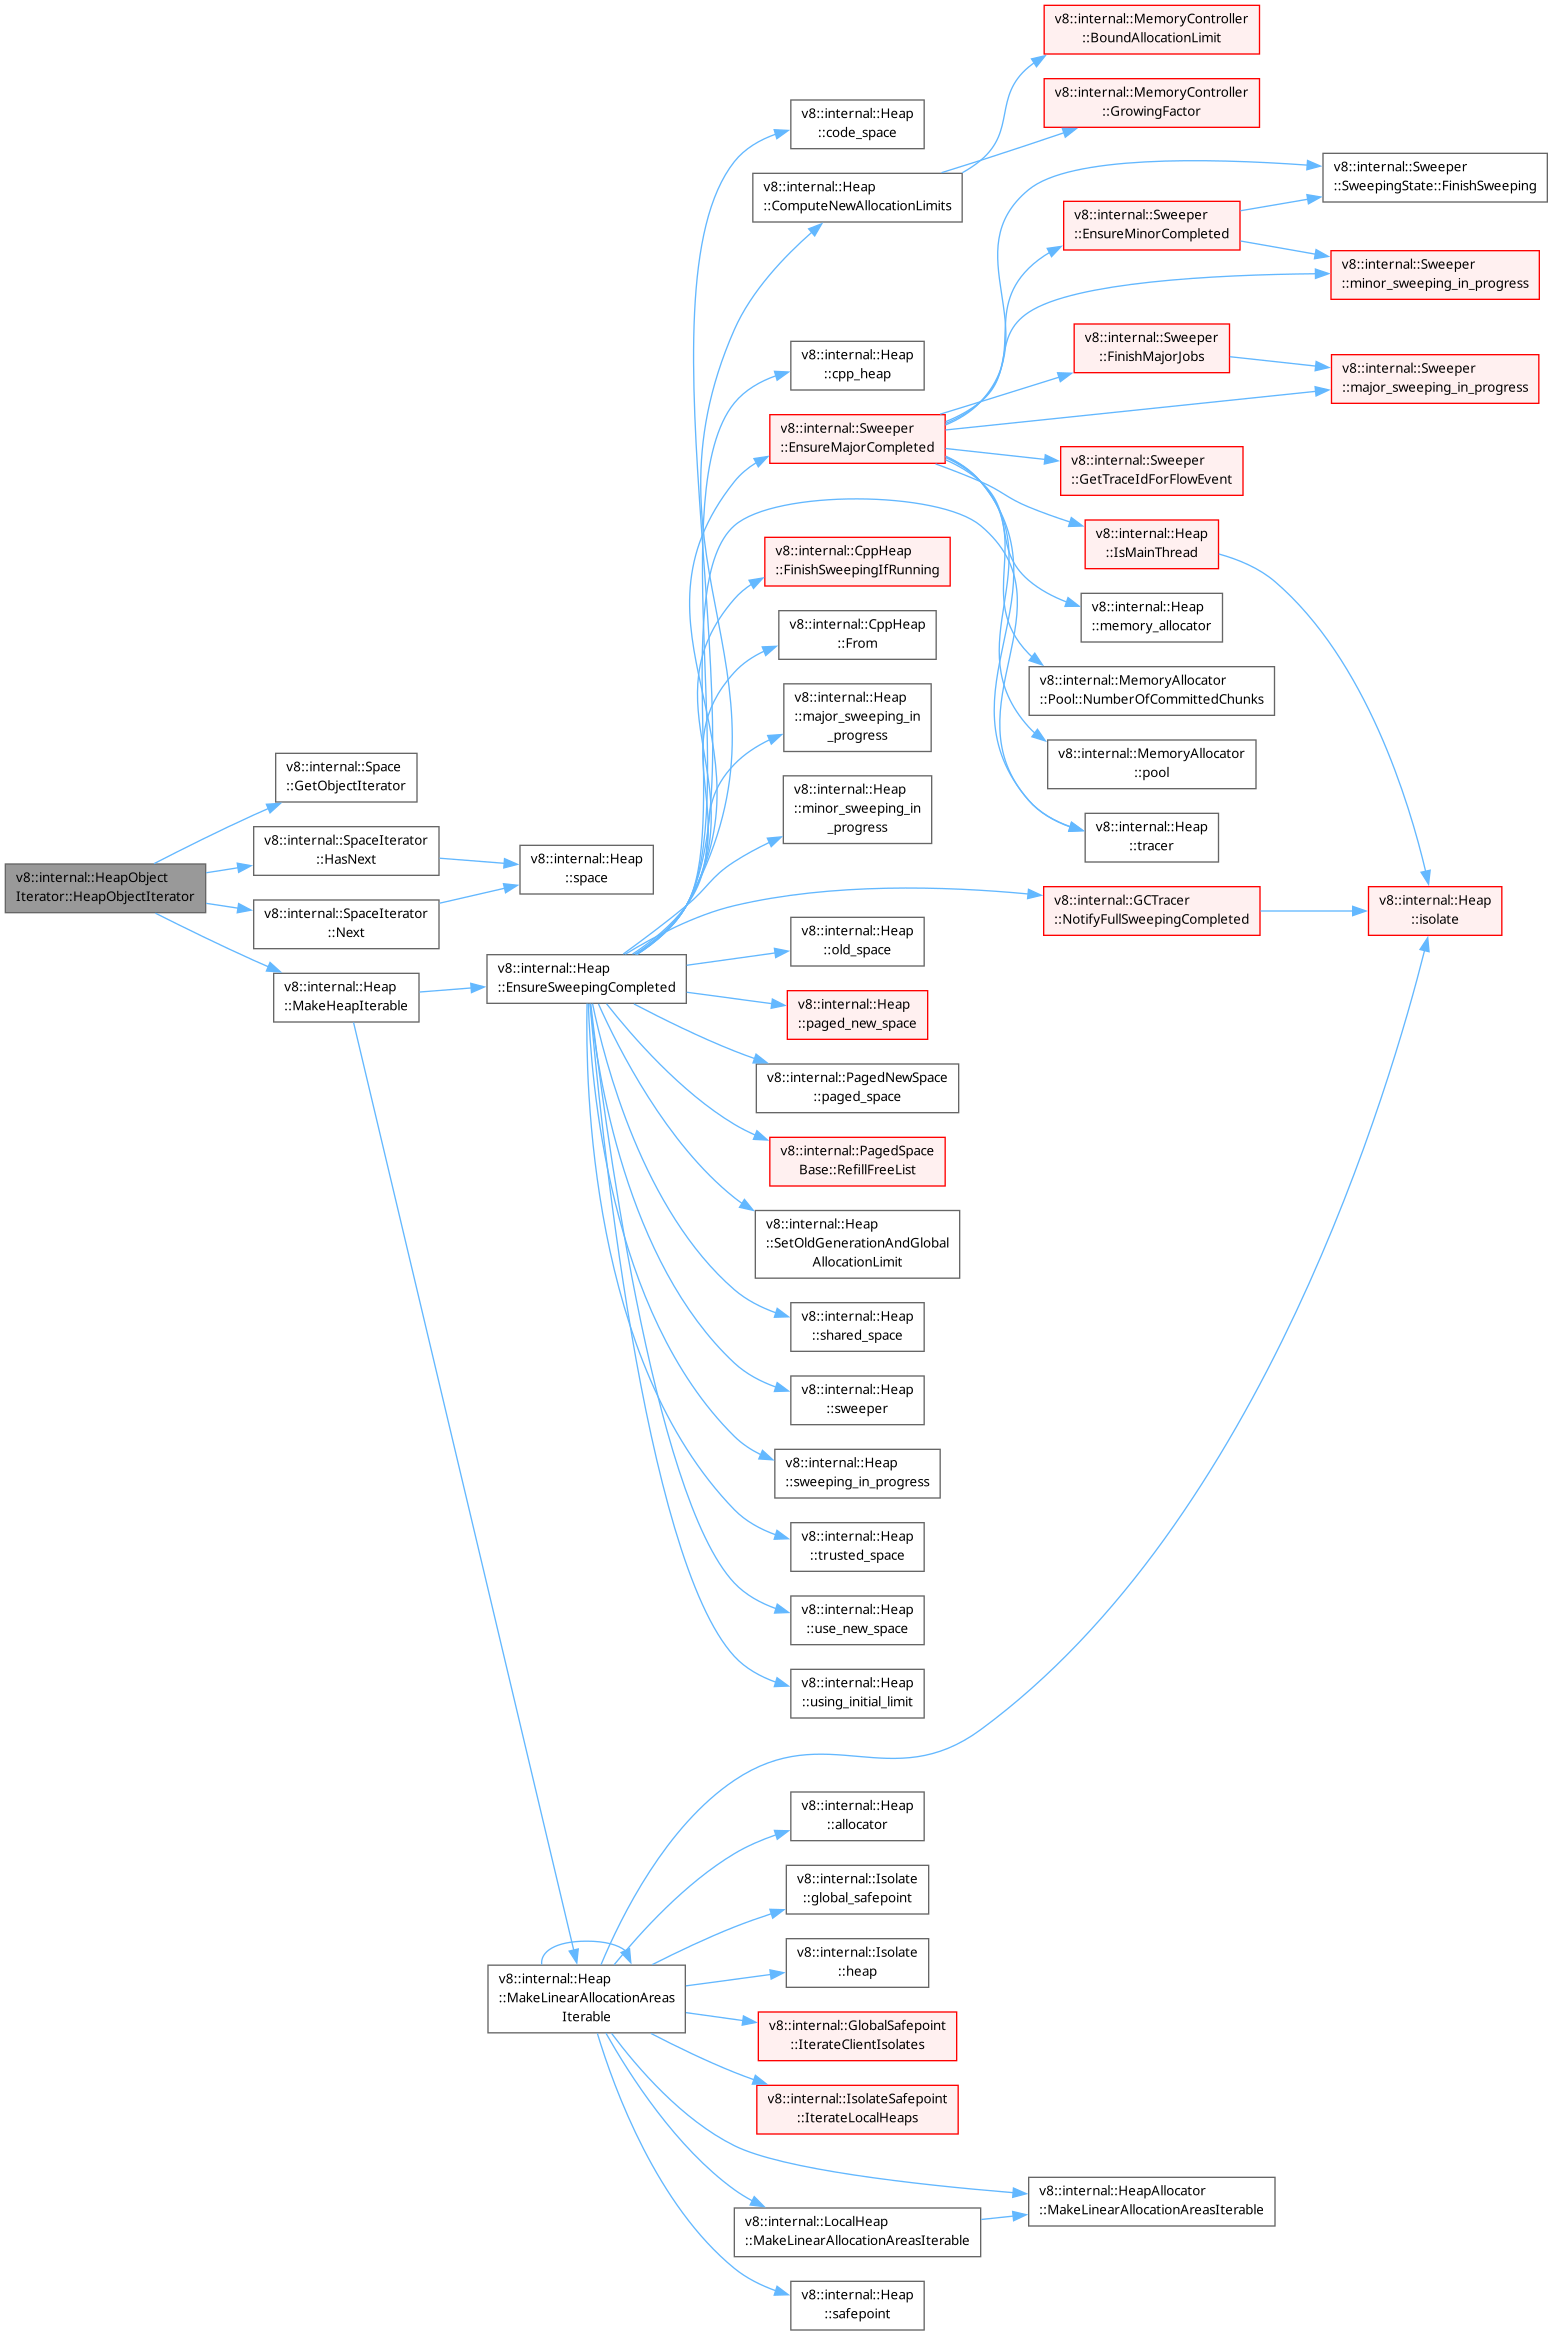 v8::internal::HeapObject
Iterator::HeapObjectIterator
v8::internal::Space
::GetObjectIterator
v8::internal::SpaceIterator
::HasNext
v8::internal::SpaceIterator
::Next
v8::internal::Heap
::MakeHeapIterable
v8::internal::Heap
::space
v8::internal::Heap
::EnsureSweepingCompleted
v8::internal::Heap
::MakeLinearAllocationAreas
Iterable
v8::internal::Heap
::code_space
v8::internal::Heap
::ComputeNewAllocationLimits
v8::internal::Heap
::cpp_heap
v8::internal::Sweeper
::EnsureMajorCompleted
v8::internal::CppHeap
::FinishSweepingIfRunning
v8::internal::CppHeap
::From
v8::internal::Heap
::major_sweeping_in
_progress
v8::internal::Heap
::minor_sweeping_in
_progress
v8::internal::Heap
::old_space
v8::internal::Heap
::paged_new_space
v8::internal::PagedNewSpace
::paged_space
v8::internal::PagedSpace
Base::RefillFreeList
v8::internal::Heap
::SetOldGenerationAndGlobal
AllocationLimit
v8::internal::Heap
::shared_space
v8::internal::Heap
::sweeper
v8::internal::Heap
::sweeping_in_progress
v8::internal::Heap
::trusted_space
v8::internal::Heap
::use_new_space
v8::internal::Heap
::using_initial_limit
v8::internal::Heap
::allocator
v8::internal::Isolate
::global_safepoint
v8::internal::Isolate
::heap
v8::internal::GlobalSafepoint
::IterateClientIsolates
v8::internal::IsolateSafepoint
::IterateLocalHeaps
v8::internal::LocalHeap
::MakeLinearAllocationAreasIterable
v8::internal::Heap
::safepoint
v8::internal::MemoryController
::BoundAllocationLimit
v8::internal::MemoryController
::GrowingFactor
v8::internal::Sweeper
::EnsureMinorCompleted
v8::internal::Sweeper
::FinishMajorJobs
v8::internal::Sweeper
::GetTraceIdForFlowEvent
v8::internal::Heap
::IsMainThread
v8::internal::Heap
::memory_allocator
v8::internal::MemoryAllocator
::Pool::NumberOfCommittedChunks
v8::internal::MemoryAllocator
::pool
v8::internal::Heap
::tracer
v8::internal::GCTracer
::NotifyFullSweepingCompleted
v8::internal::HeapAllocator
::MakeLinearAllocationAreasIterable
v8::internal::Sweeper
::SweepingState::FinishSweeping
v8::internal::Sweeper
::minor_sweeping_in_progress
v8::internal::Sweeper
::major_sweeping_in_progress
v8::internal::Heap
::isolate